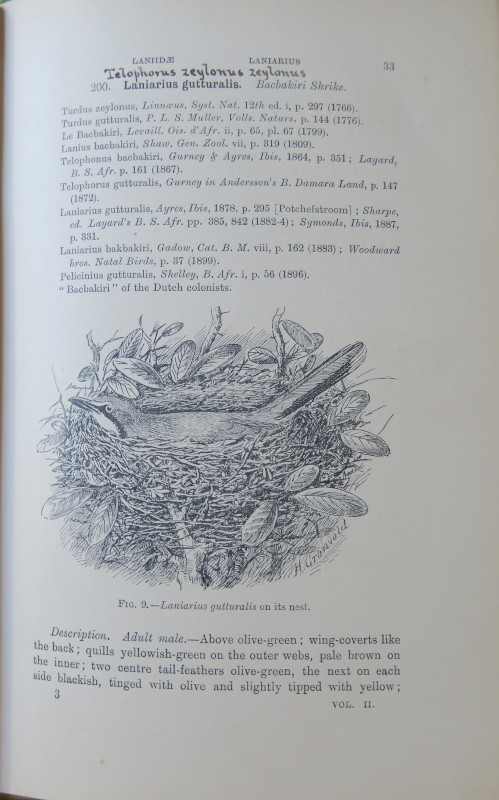 LANIIDÆ LANIARIUS 33
Telophorus zeylonus zeylonus
200. Laniarius gutturalis. Bacbakiri Shrike.
Turdus zeylonus, Linnæus, Syst. Nat. 12th ed. i, p. 297 (1766).
Turdus gutturalis, P. L. S. Muller, Volls. Naturs. p. 144 (1776).
Le Bacbakiri, Levaill. Ois. d'Afr. ii, p. 65, pl. 67 (1799).
Lanius bacbakiri, Shaw, Gen. Zool. vii, p. 319 (1809).
Telephonus bacbakiri, Gurney & Ayres, Ibis, 1864, p. 351; Layard,
B. S. Afr. p. 161 (1867).
Telephorus gutturalis, Gurney in Andersson's B. Damara Land, p. 147
(1872).
Laniarius gutturalis, Ayres, Ibis, 1878, p. 295 [Potchefstroom]; Sharpe,
ed. Layard's B. S. Afr. pp. 385, 842 (1882-4); Symonds, Ibis, 1887,
p. 331.
Laniarius bakbakiri, Gadow, Cat. B. M. viii, p. 162 (1883); Woodward
bros. Natal Birds, p. 37 (1899).
Pelicinius gutturalis, Shelley, B. Afr. i, p. 56 (1896).
"Bacbakiri" of the Dutch colonists.
H. Grönvold
FIG. 9.—Laniarius gutturalis on its nest.
Description. Adult male.—Above olive-green; wing-coverts like
the back; quills yellowish-green on the outer webs, pale brown on
the inner; two centre tail-feathers olive-green, the next on each
side blackish, tinged with olive and slightly tipped with yellow;
3 VOL. II.